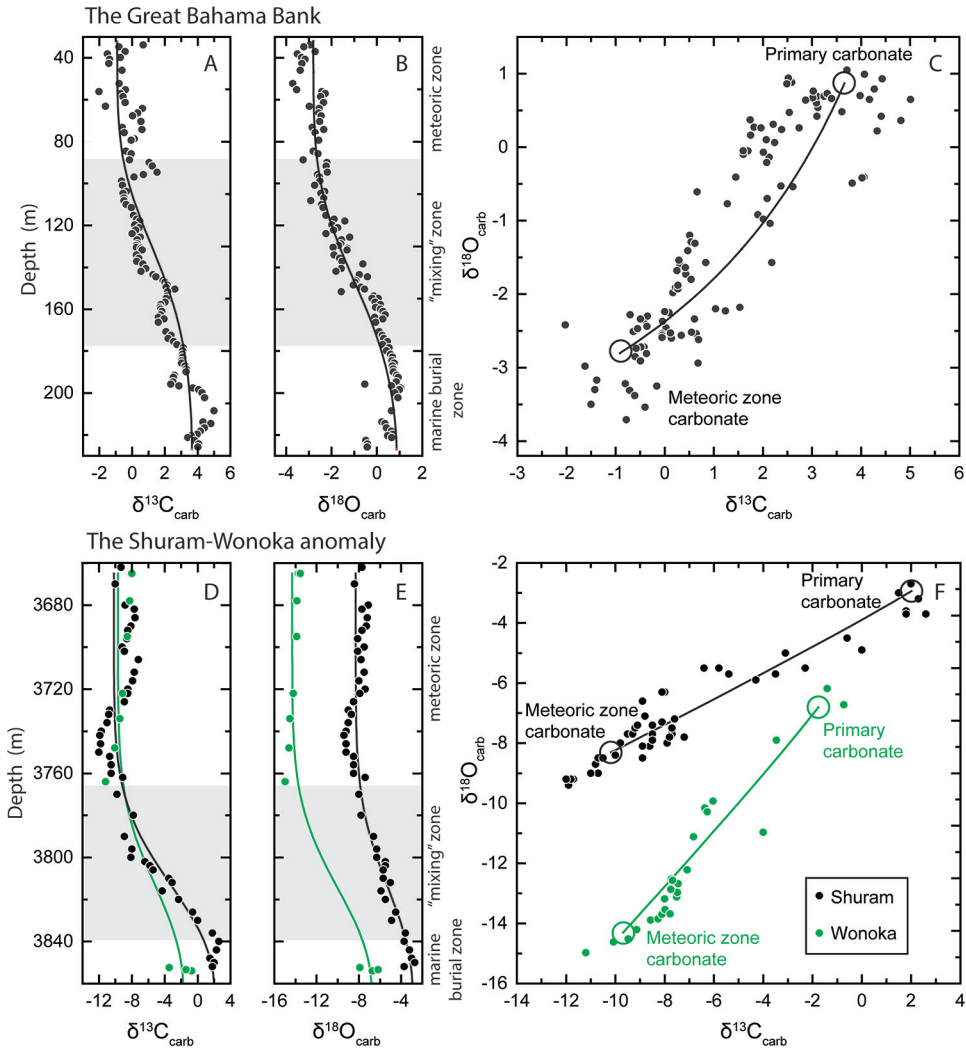 The Great Bahama Bank
A
B
C
40
80
120
160
200
Depth (m)
-3
0
3
6
δ13Ccarb
-4
-2
0
2
δ18Ocarb
meteoric zone
“mixing” zone
marine burial
zone
Primary carbonate
Meteoric zone
carbonate
1
0
-1
-2
-3
-4
δ18Ocarb
-3
-2
-1
0
1
2
3
4
5
6
δ13Ccarb
The Shuram-Wonoka anomaly
D
E
F
3680
3720
3760
3800
3840
Depth (m)
-12
-8
-4
0
4
δ13Ccarb
-16
-12
-8
-4
δ18Ocarb
meteoric zone
“mixing” zone
marine
burial zone
Primary
carbonate
Meteoric zone
carbonate
Primary
carbonate
Meteoric zone
carbonate
Shuram
Wonoka
-2
-4
-6
-8
-10
-12
-14
-16
δ18Ocarb
-14
-12
-10
-8
-6
-4
-2
0
2
4
δ13Ccarb